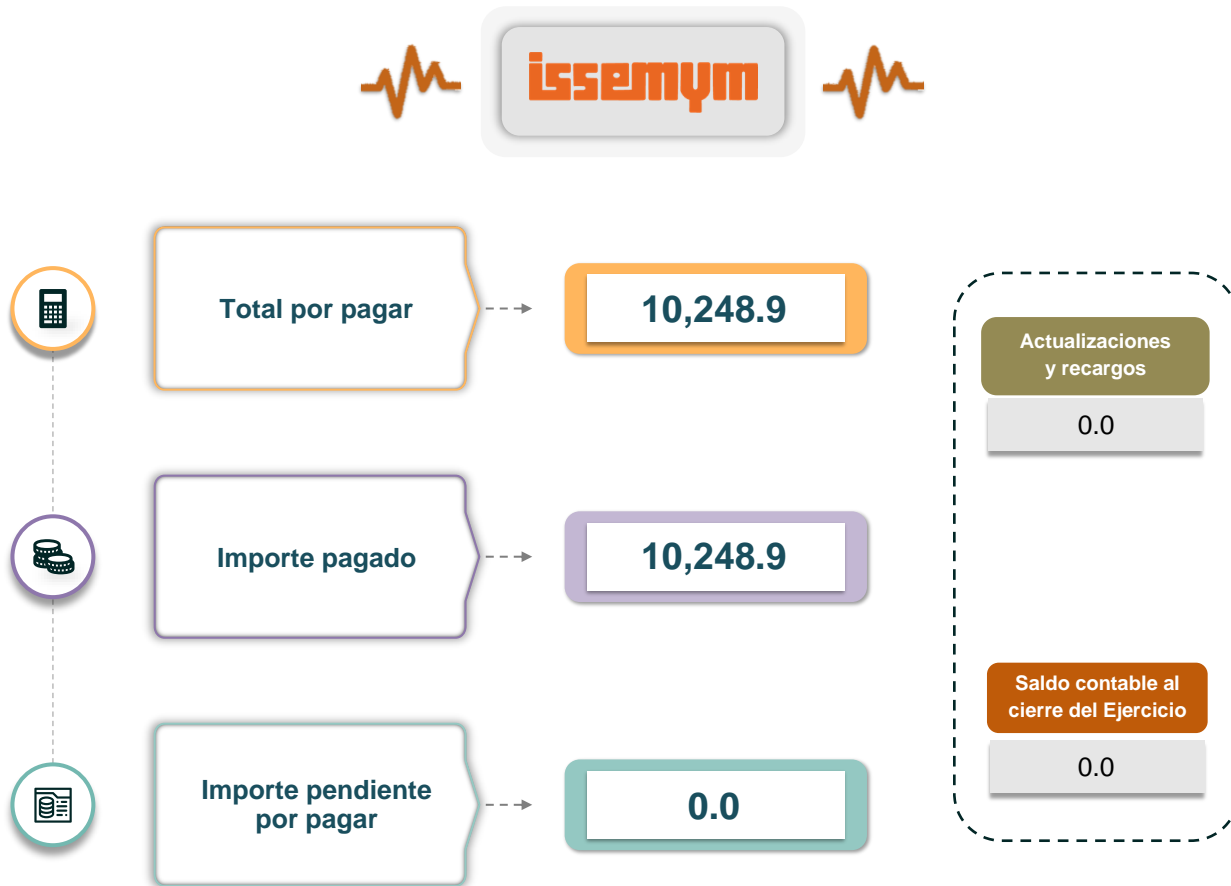 issemym
Total por pagar
10,248.9
Actualizaciones
y recargos
0.0
Importe pagado
10,248.9
Importe pendiente
por pagar
0.0
Saldo contable al
cierre del Ejercicio
0.0